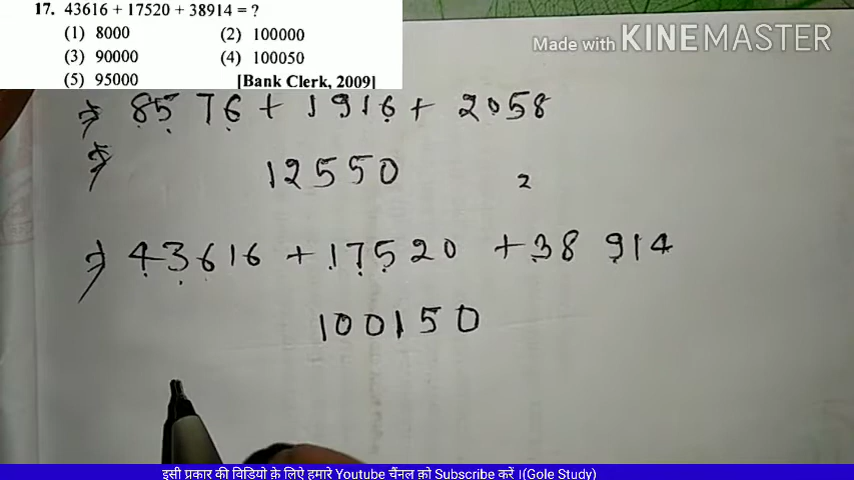 17. 43616 + 17520 + 38914 = ?
(1) 8000 (2) 100000
(3) 90000 (4) 100050
(5) 95000 [Bank Clerk, 2009]
Made with KINEMASTER
⇒ 8576 + 1916 + 2058
⇒ 12550 2
⇒ 43616 + 17520 + 38914
100150
इसी प्रकार की विडियो के लिऐ हमारे Youtube चैंनल क़ो Subscribe करें ।(Gole Study)